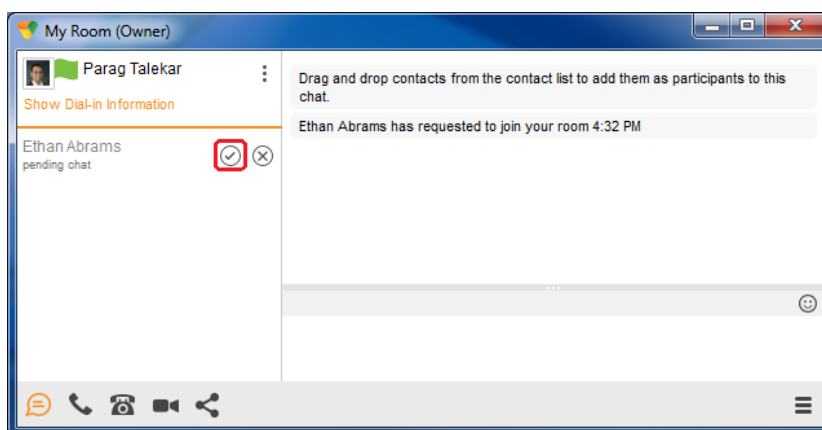 My Room (Owner)
Parag Talekar
Show Dial-in Information
Ethan Abrams
pending chat
Drag and drop contacts from the contact list to add them as participants to this
chat.
Ethan Abrams has requested to join your room 4:32 PM